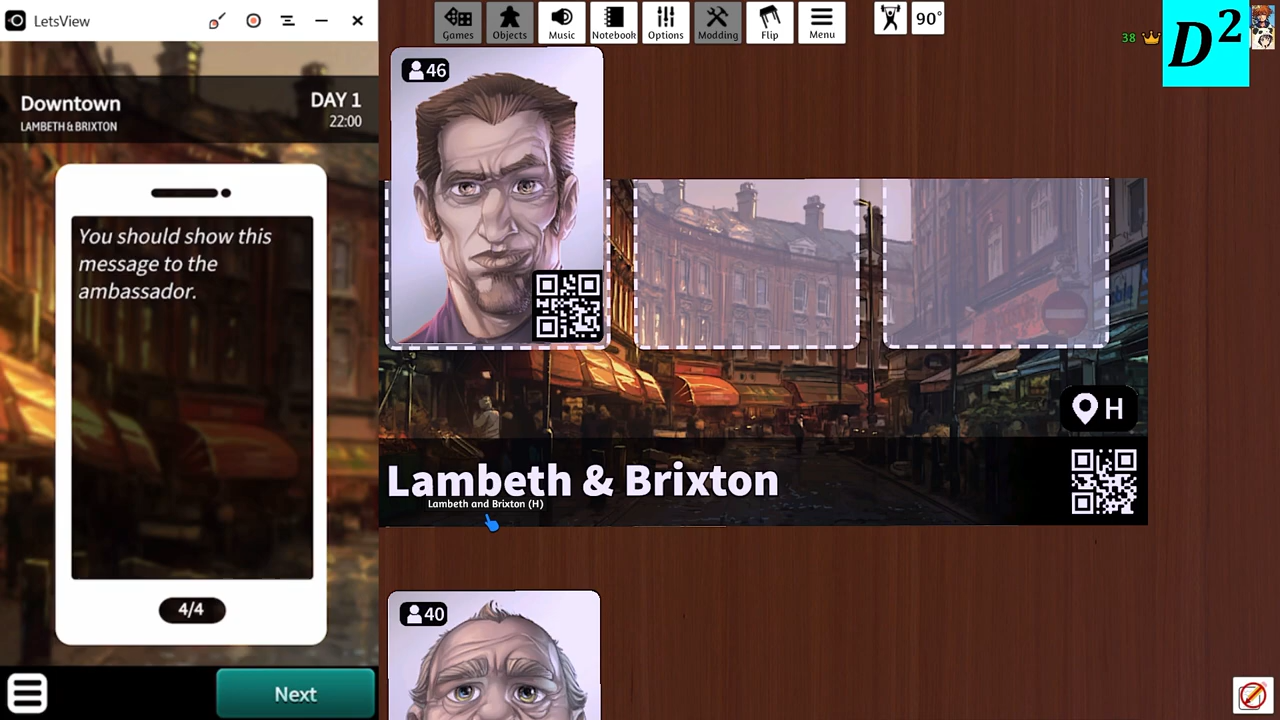 LetsView
Downtown
LAMBETH & BRIXTON
DAY 1
22:00
You should show this
message to the
ambassador.
4/4
Next
Games
Objects
Music
Notebook
Options
Modding
Flip
Menu
90°
38
D²
46
H
Lambeth & Brixton
Lambeth and Brixton (H)
40